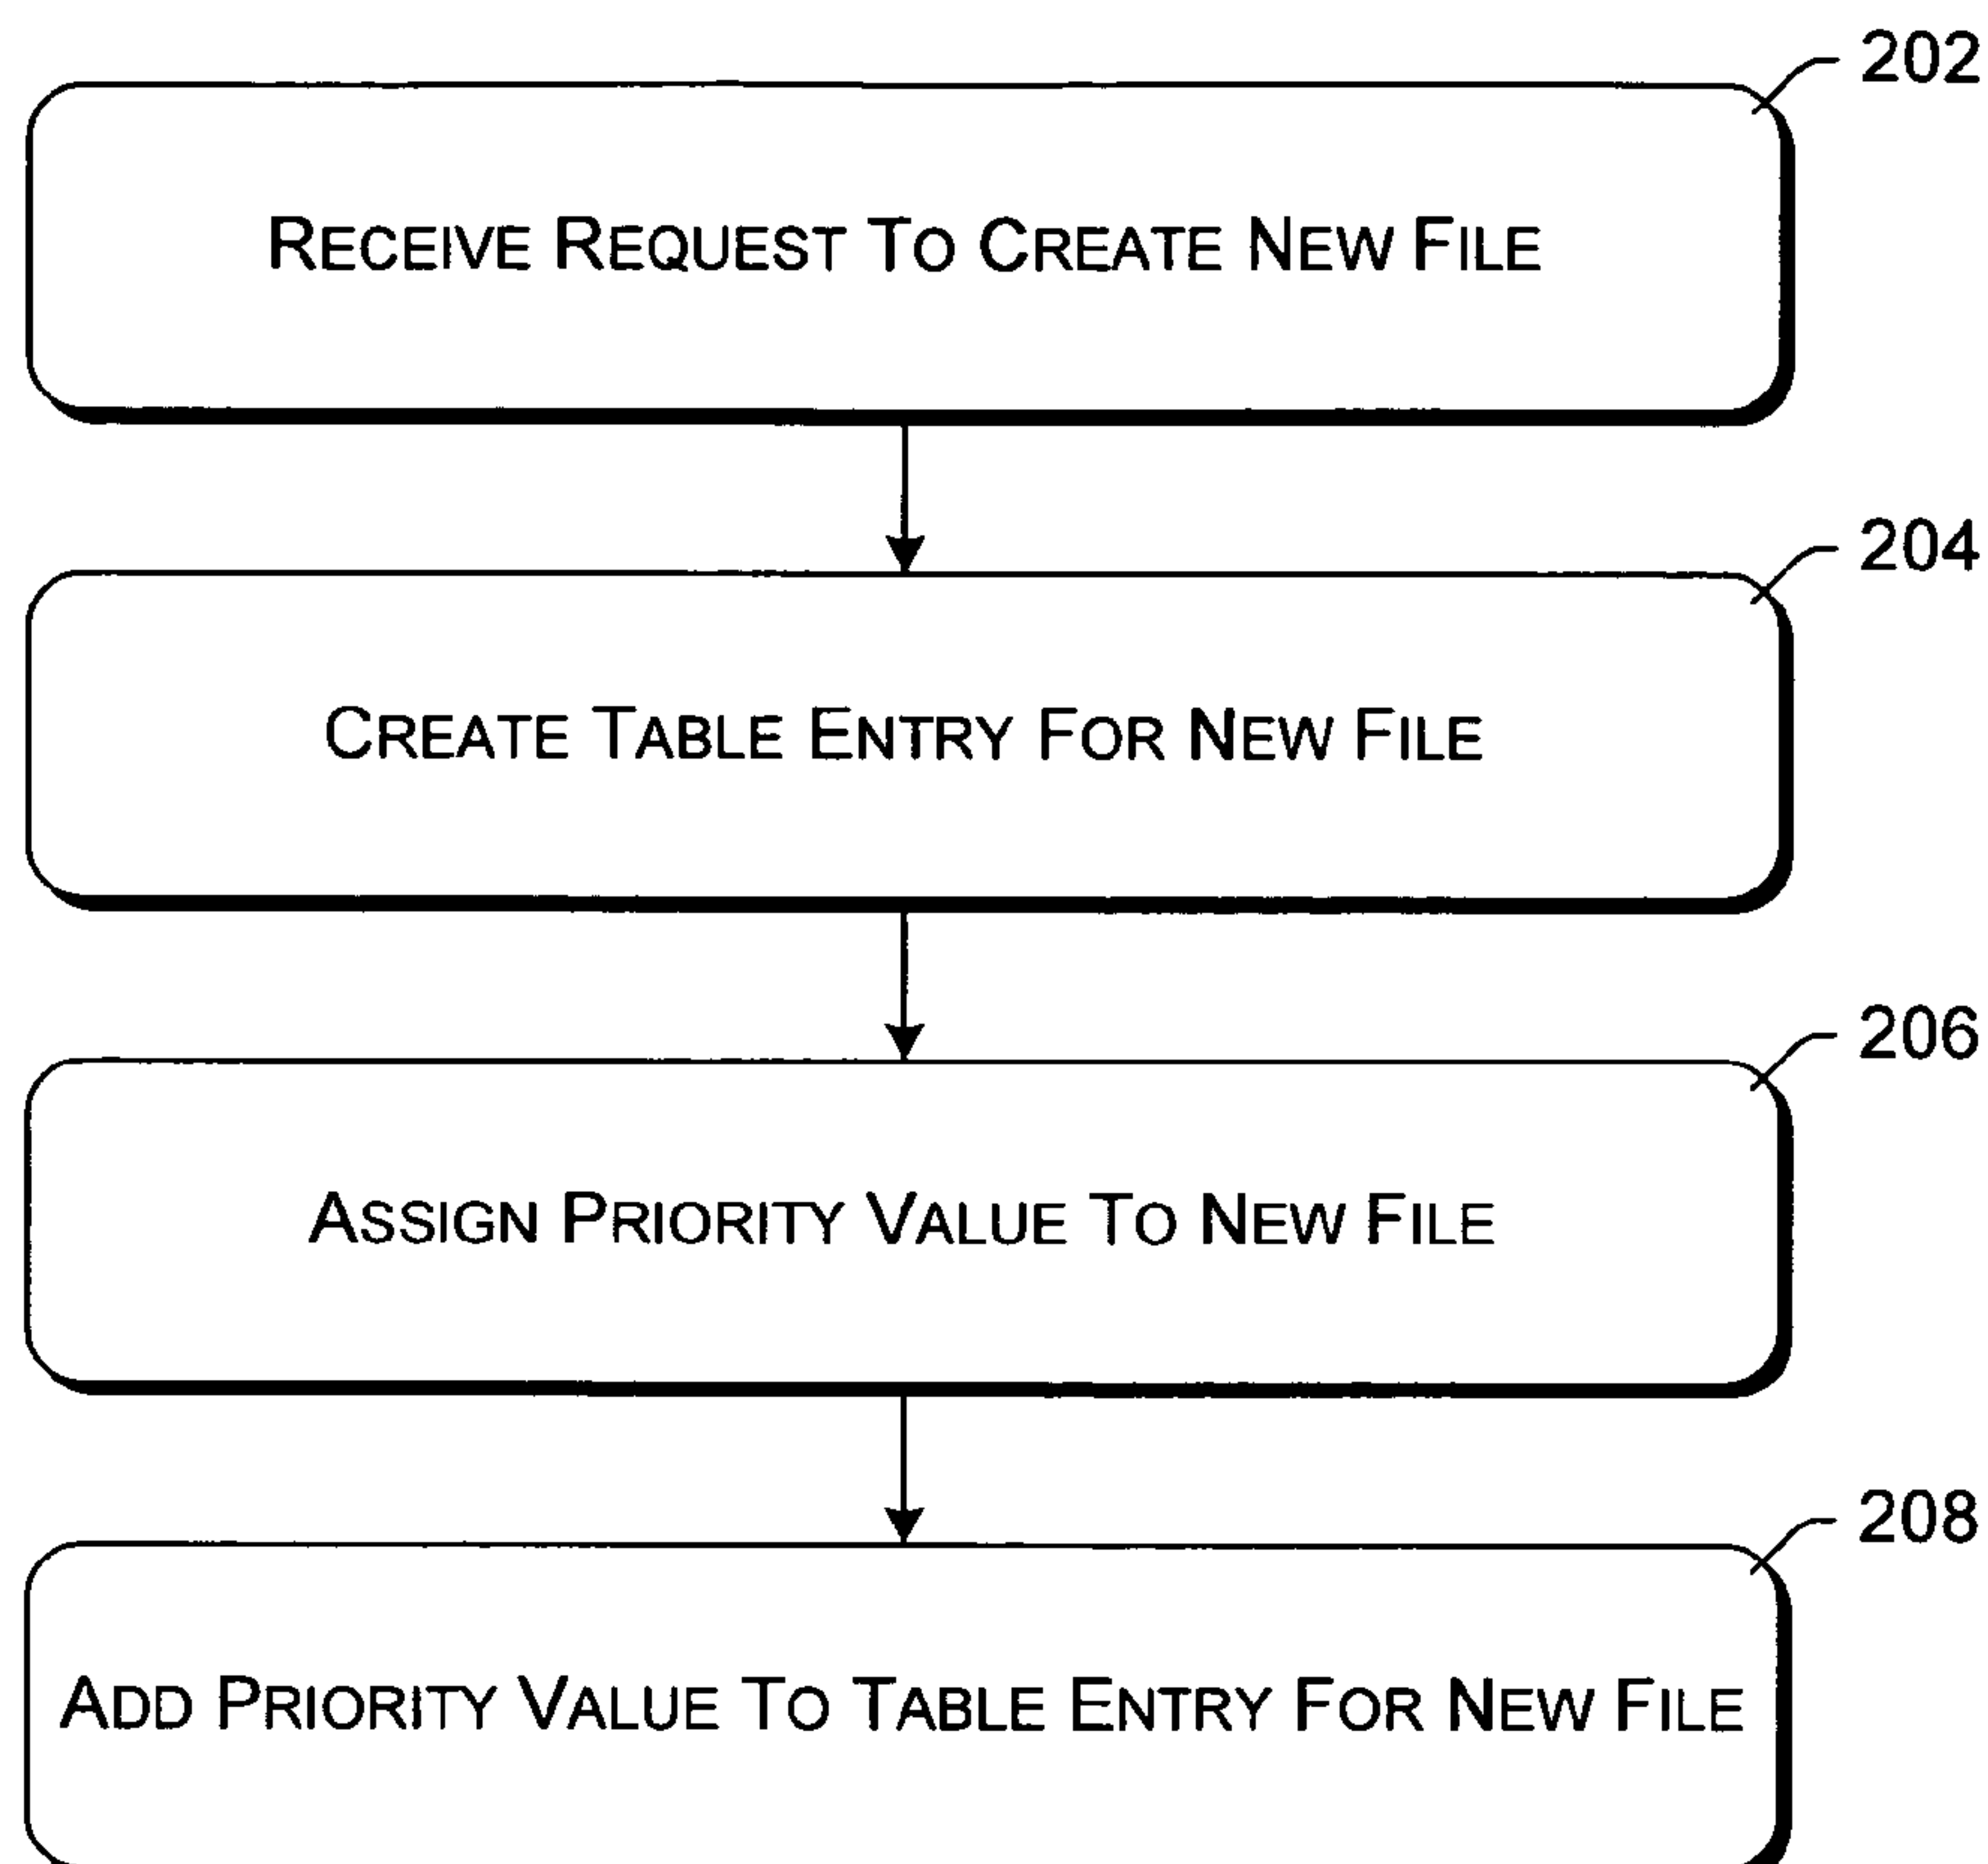 202
RECEIVE REQUEST TO CREATE NEW FILE
204
CREATE TABLE ENTRY FOR NEW FILE
206
ASSIGN PRIORITY VALUE TO NEW FILE
208
ADD PRIORITY VALUE TO TABLE ENTRY FOR NEW FILE